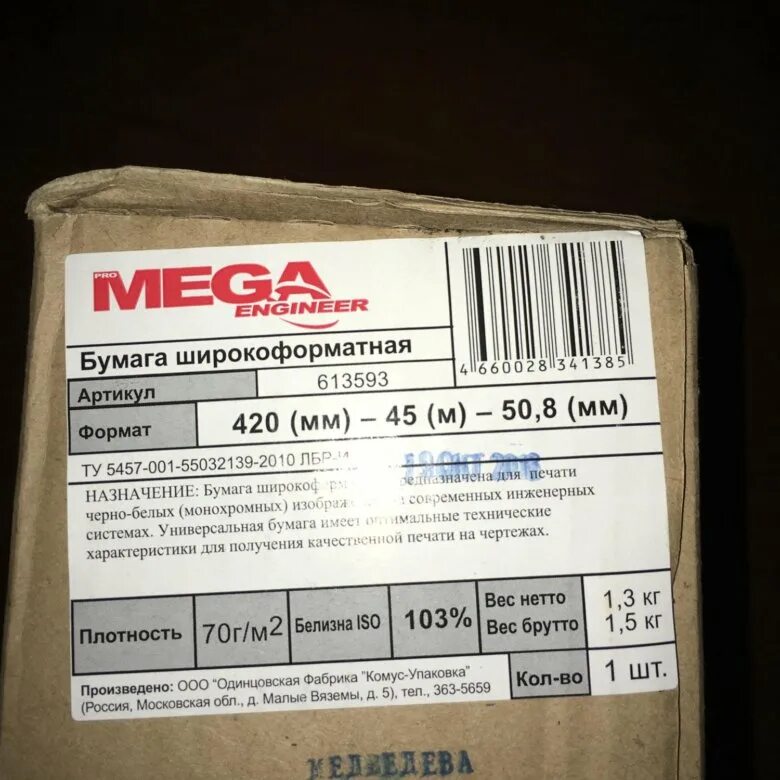 PRO MEGA
ENGINEER
Бумага широкоформатная
4 660028 341385
Артикул 613593
Формат 420 (мм) – 45 (м) – 50,8 (мм)
ТУ 5457-001-55032139-2010 ЛБР-И
19 ОКТ
НАЗНАЧЕНИЕ: Бумага для печати
черно-белых (монохромных) современных инженерных
системах. Универсальная бумага имеет оптимальные технические
характеристики для получения качественной печати на чертежах.
Плотность 70г/м2 Белизна ISO 103% Вес нетто 1,3 кг
Вес брутто 1,5 кг
Кол-во 1 шт.
Произведено: ООО "Одинцовская Фабрика "Комус-Упаковка"
(Россия, Московская обл., д. Малые Вяземы, д. 5), тел., 363-5659
МЕДВЕДЕВА